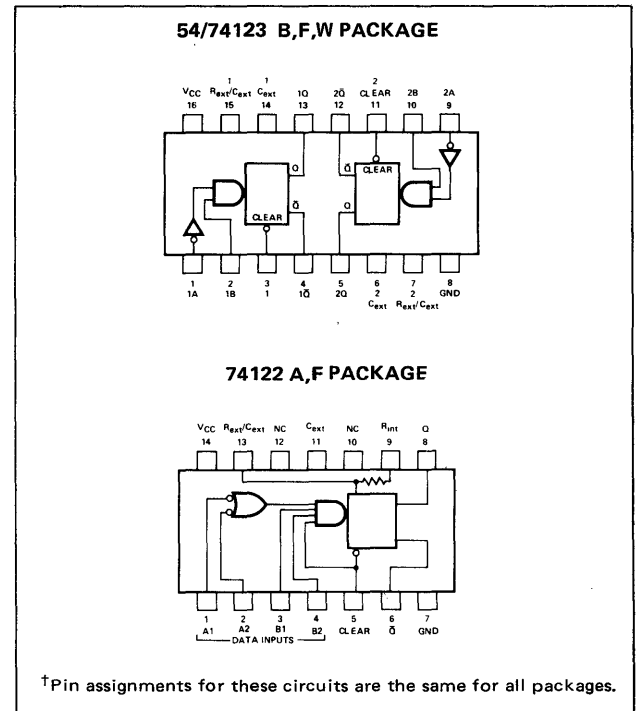 54/74123 B,F,W PACKAGE
1 1 2
VCC Rext/Cext Cext 1Q 2Q̄ CLEAR 2B 2A
16 15 14 13 12 11 10 9
Q Q̄ CLEAR
Q̄ Q
CLEAR
1 2 3 4 5 6 7 8
1A 1B 1 1Q̄ 2Q 2 2 GND
Cext Rext/Cext
74122 A,F PACKAGE
VCC Rext/Cext NC Cext NC Rint Q
14 13 12 11 10 9 8
1 2 3 4 5 6 7
A1 A2 B1 B2 CLEAR Q̄ GND
DATA INPUTS
†Pin assignments for these circuits are the same for all packages.